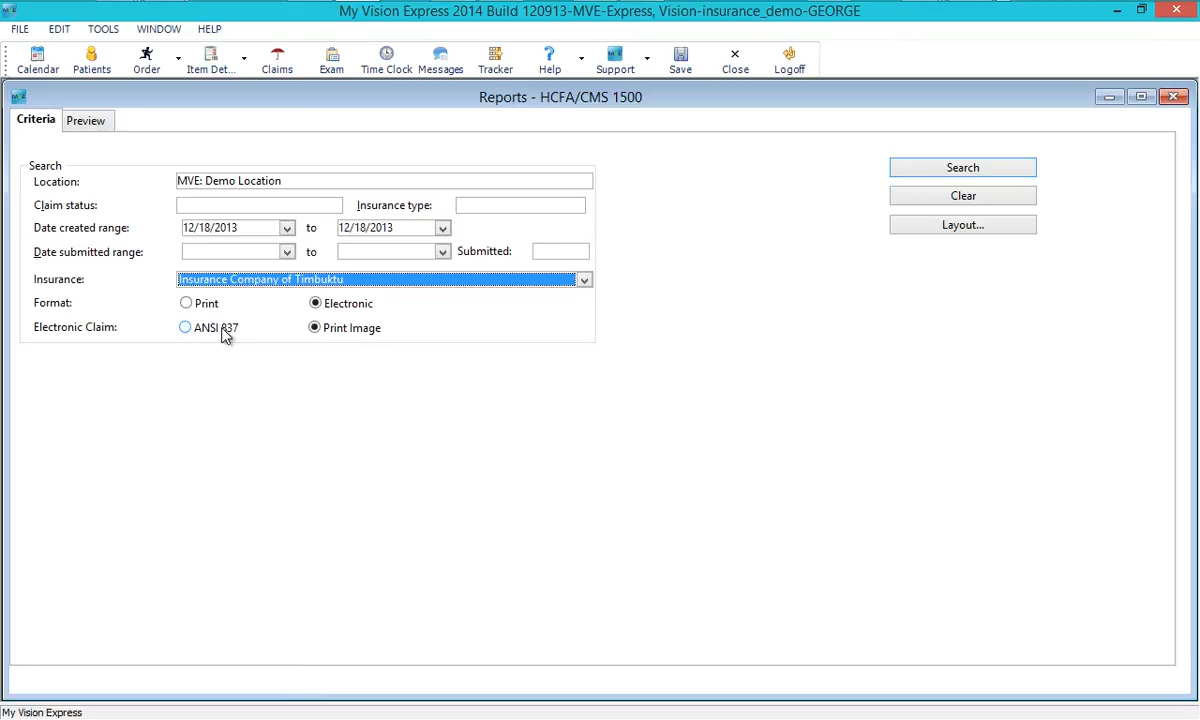 My Vision Express 2014 Build 120913-MVE-Express, Vision-insurance_demo-GEORGE
FILE EDIT TOOLS WINDOW HELP
Calendar Patients Order Item Det... Claims Exam Time Clock Messages Tracker Help Support Save Close Logoff
Reports - HCFA/CMS 1500
Criteria Preview
Search
Location: MVE: Demo Location
Claim status: Insurance type:
Date created range: 12/18/2013 to 12/18/2013
Date submitted range: to Submitted:
Insurance: Insurance Company of Timbuktu
Format: Print Electronic
Electronic Claim: ANSI 837 Print Image
Search
Clear
Layout...
My Vision Express